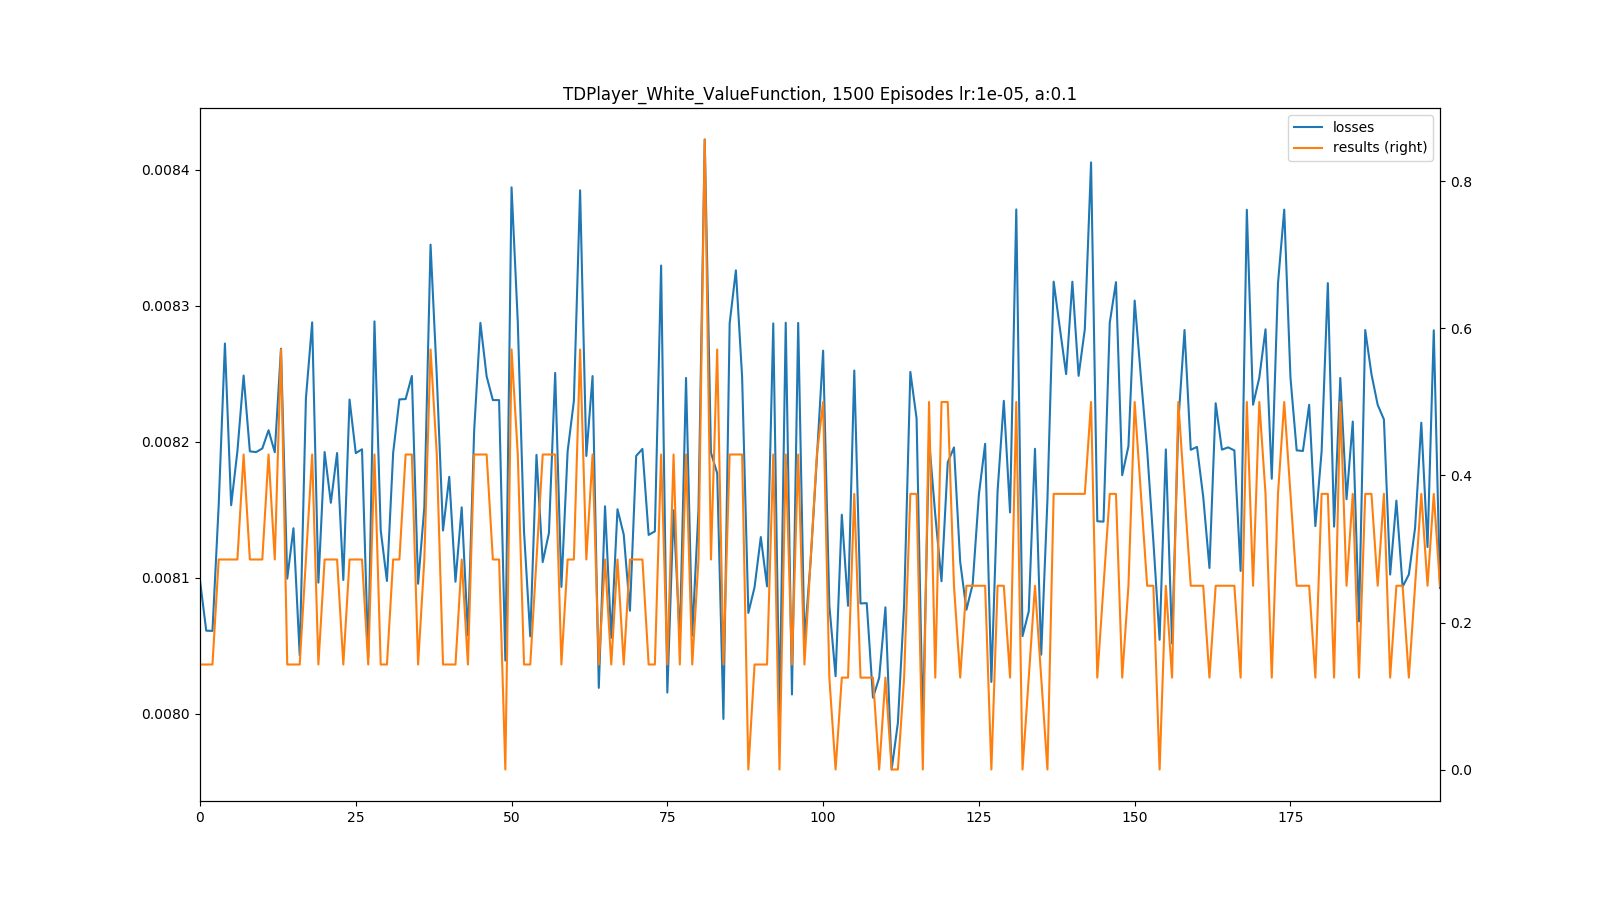 TDPlayer_White_ValueFunction, 1500 Episodes lr:1e-05, a:0.1
losses
results (right)
0.0084
0.0083
0.0082
0.0081
0.0080
0.8
0.6
0.4
0.2
0.0
0 25 50 75 100 125 150 175